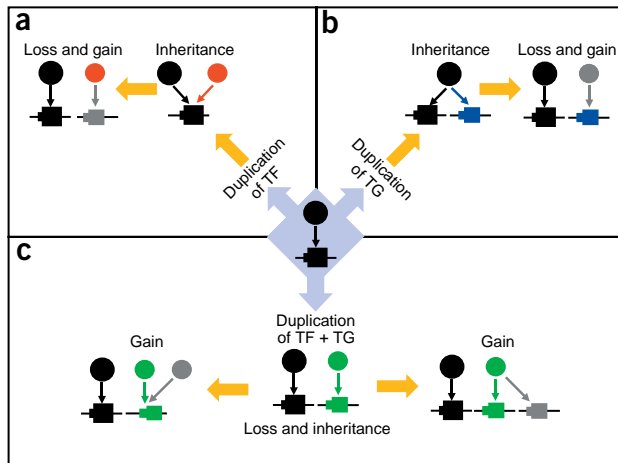 a
Loss and gain
Inheritance
Duplication
of TF
b
Inheritance
Loss and gain
Duplication
of TG
c
Duplication
of TF + TG
Gain
Gain
Loss and inheritance